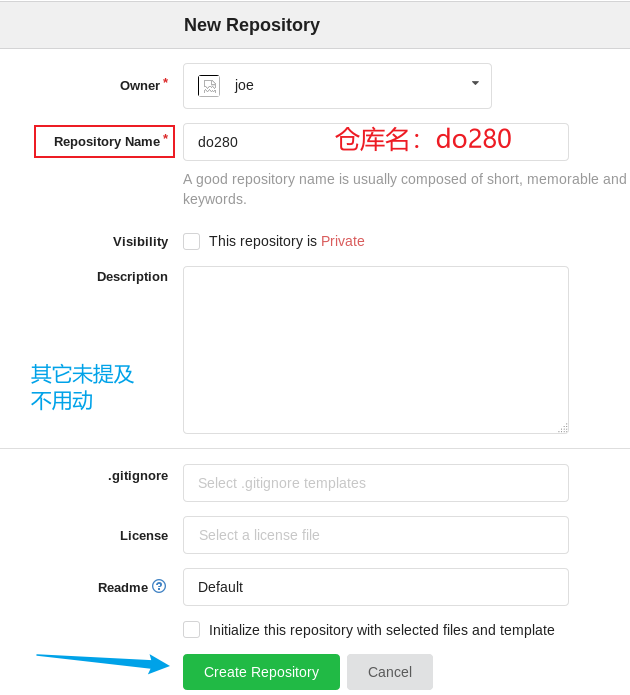 New Repository
Owner *
joe
Repository Name *
do280
仓库名：do280
A good repository name is usually composed of short, memorable and
keywords.
Visibility
This repository is Private
Description
其它未提及
不用动
.gitignore
Select .gitignore templates
License
Select a license file
Readme
Default
Initialize this repository with selected files and template
Create Repository
Cancel